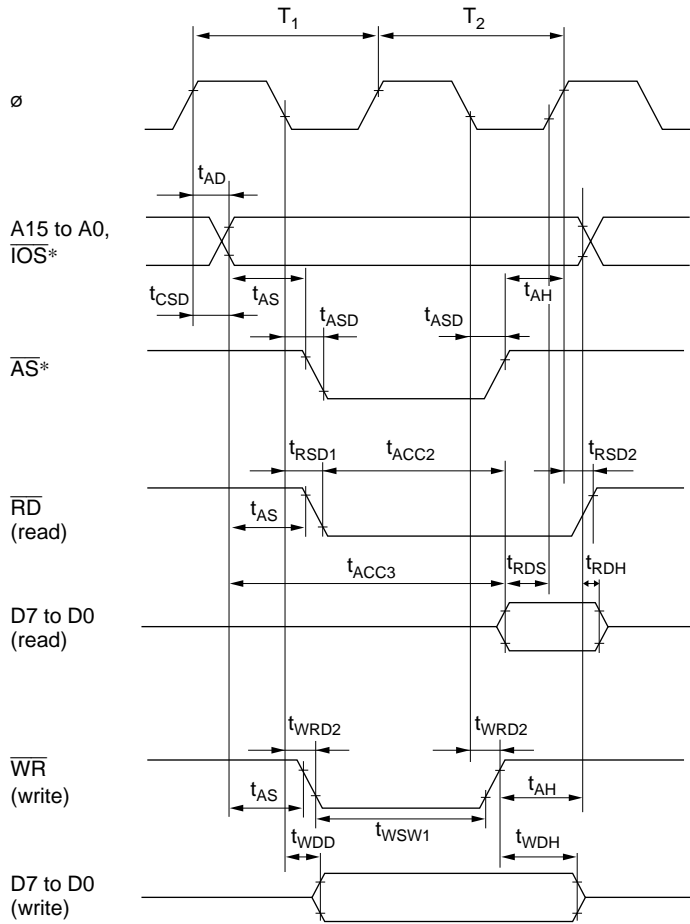 T1 T2
ø
tAD
A15 to A0,
IOS*
tCSD tAS tAH
tASD tASD
AS*
tRSD1 tACC2 tRSD2
RD
(read)
tAS
tACC3 tRDS tRDH
D7 to D0
(read)
tWRD2 tWRD2
WR
(write)
tAS tAH
tWSW1
tWDD tWDH
D7 to D0
(write)